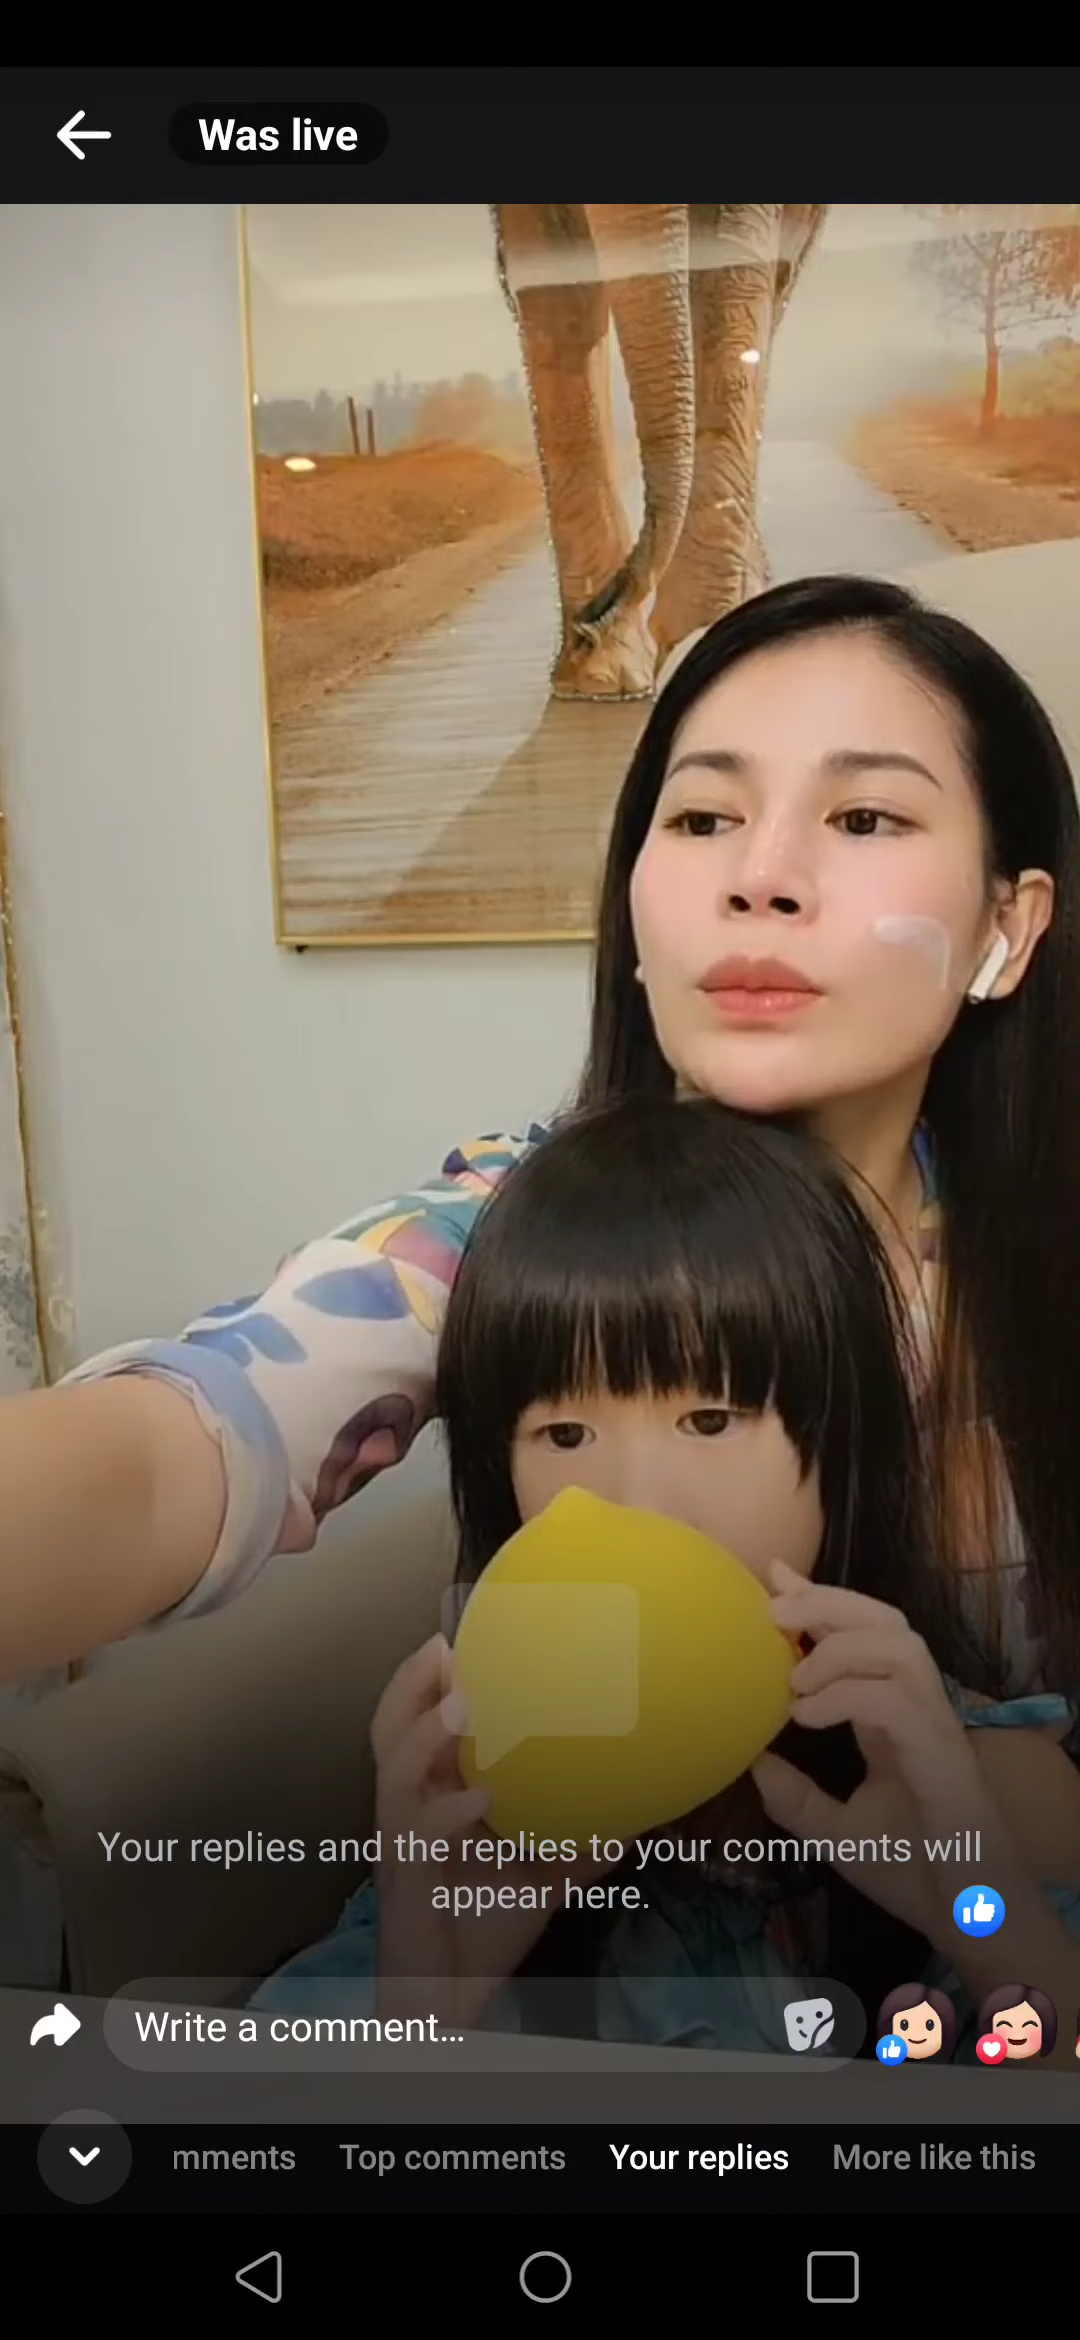 Was live
Your replies and the replies to your comments will
appear here.
Write a comment...
mments Top comments Your replies More like this